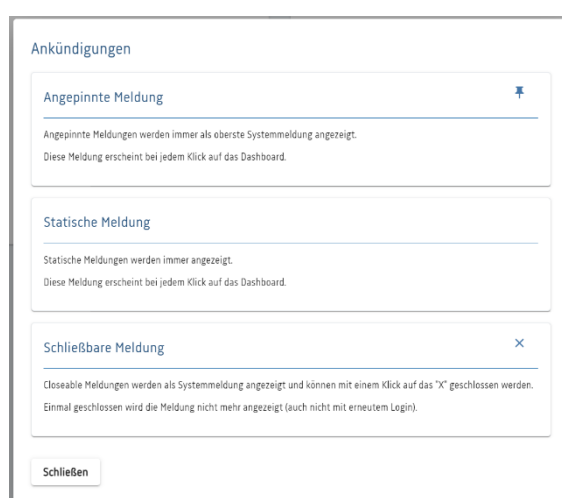 Ankündigungen
Angepinnte Meldung
Angepinnte Meldungen werden immer als oberste Systemmeldung angezeigt.
Diese Meldung erscheint bei jedem Klick auf das Dashboard.
Statische Meldung
Statische Meldungen werden immer angezeigt.
Diese Meldung erscheint bei jedem Klick auf das Dashboard.
Schließbare Meldung
Closeable Meldungen werden als Systemmeldung angezeigt und können mit einem Klick auf das "X" geschlossen werden.
Einmal geschlossen wird die Meldung nicht mehr angezeigt (auch nicht mit erneutem Login).
Schließen